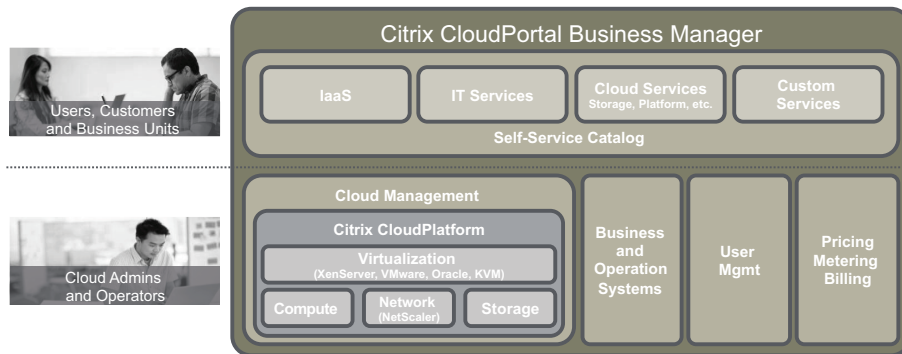 Citrix CloudPortal Business Manager
Users, Customers
and Business Units
IaaS
IT Services
Cloud Services
Storage, Platform, etc.
Custom
Services
Self-Service Catalog
Cloud Admins
and Operators
Cloud Management
Citrix CloudPlatform
Virtualization
(XenServer, VMware, Oracle, KVM)
Compute
Network
(NetScaler)
Storage
Business
and
Operation
Systems
User
Mgmt
Pricing
Metering
Billing